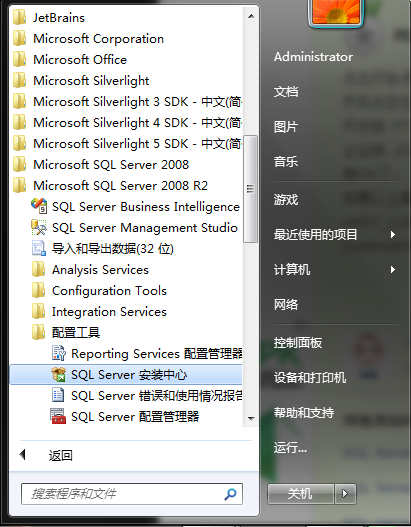 JetBrains
Microsoft Corporation
Microsoft Office
Microsoft Silverlight
Microsoft Silverlight 3 SDK - 中文(简
Microsoft Silverlight 4 SDK - 中文(简
Microsoft Silverlight 5 SDK - 中文(简
Microsoft SQL Server 2008
Microsoft SQL Server 2008 R2
SQL Server Business Intelligence
SQL Server Management Studio
导入和导出数据(32 位)
Analysis Services
Configuration Tools
Integration Services
配置工具
Reporting Services 配置管理器
SQL Server 安装中心
SQL Server 错误和使用情况报告
SQL Server 配置管理器
返回
搜索程序和文件
Administrator
文档
图片
音乐
游戏
最近使用的项目
计算机
网络
控制面板
设备和打印机
帮助和支持
运行...
关机